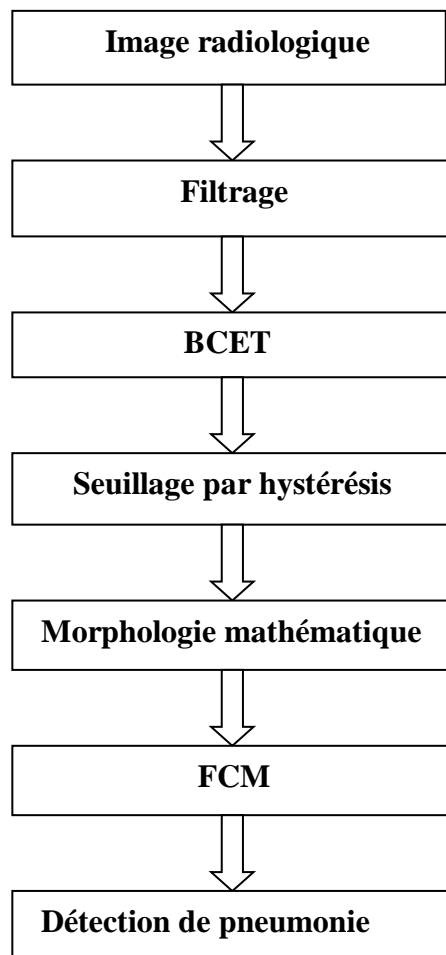 Image radiologique
Filtrage
BCET
Seuillage par hystérésis
Morphologie mathématique
FCM
Détection de pneumonie